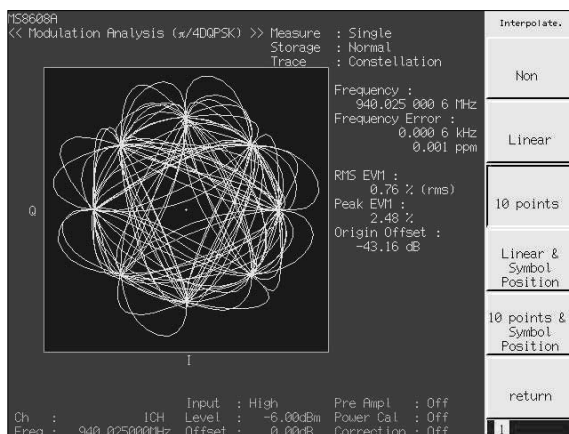 MS8608A
<< Modulation Analysis (π/4DQPSK) >> Measure : Single
Storage : Normal
Trace : Constellation
Frequency :
940.025 000 6 MHz
Frequency Error :
0.000 6 kHz
0.001 ppm
RMS EVM :
0.76 % (rms)
Peak EVM :
2.48 %
Origin Offset :
-43.16 dB
Q
I
Input : High Pre Ampl : Off
Ch : 1CH Level : -6.00dBm Power Cal : Off
Freq : 940.025000MHz Offset : 0.00dB Correction : Off
Interpolate.
Non
Linear
10 points
Linear &
Symbol
Position
10 points &
Symbol
Position
return
1